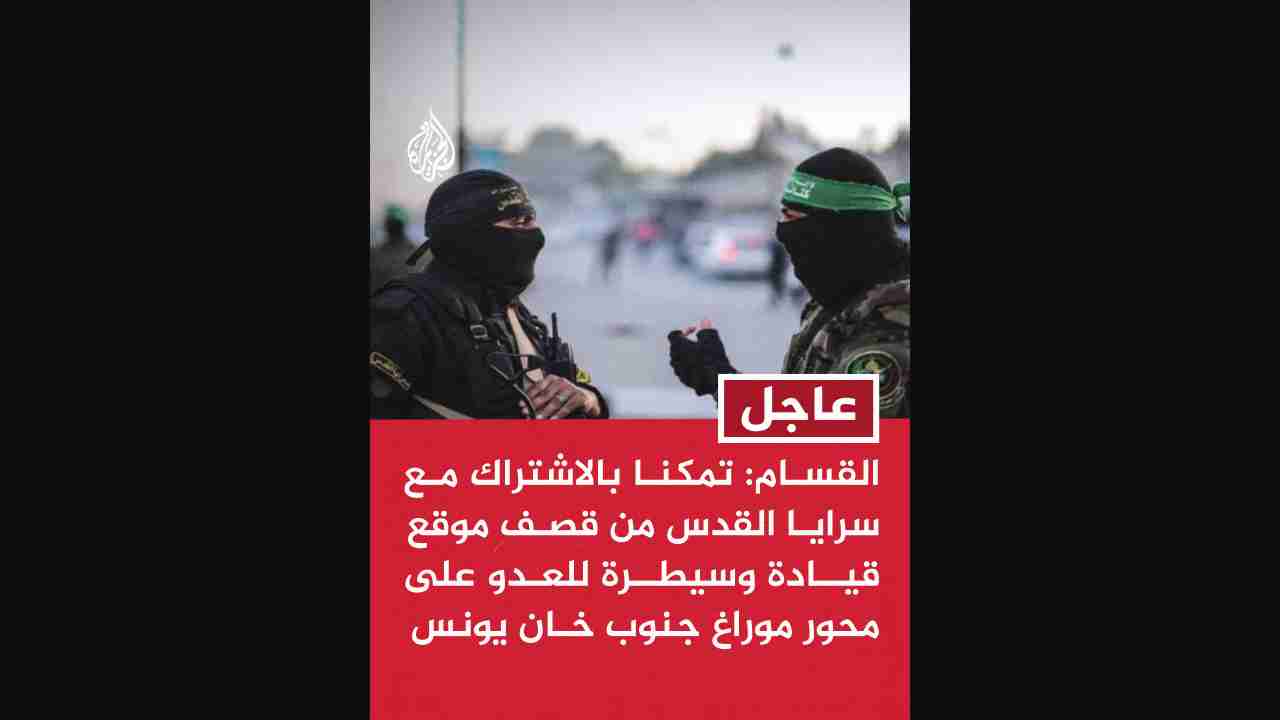 الجزيرة
عاجل
القسام: تمكنا بالاشتراك مع
سرايا القدس من قصف موقع
قيادة وسيطرة للعدو على
محور موراغ جنوب خان يونس